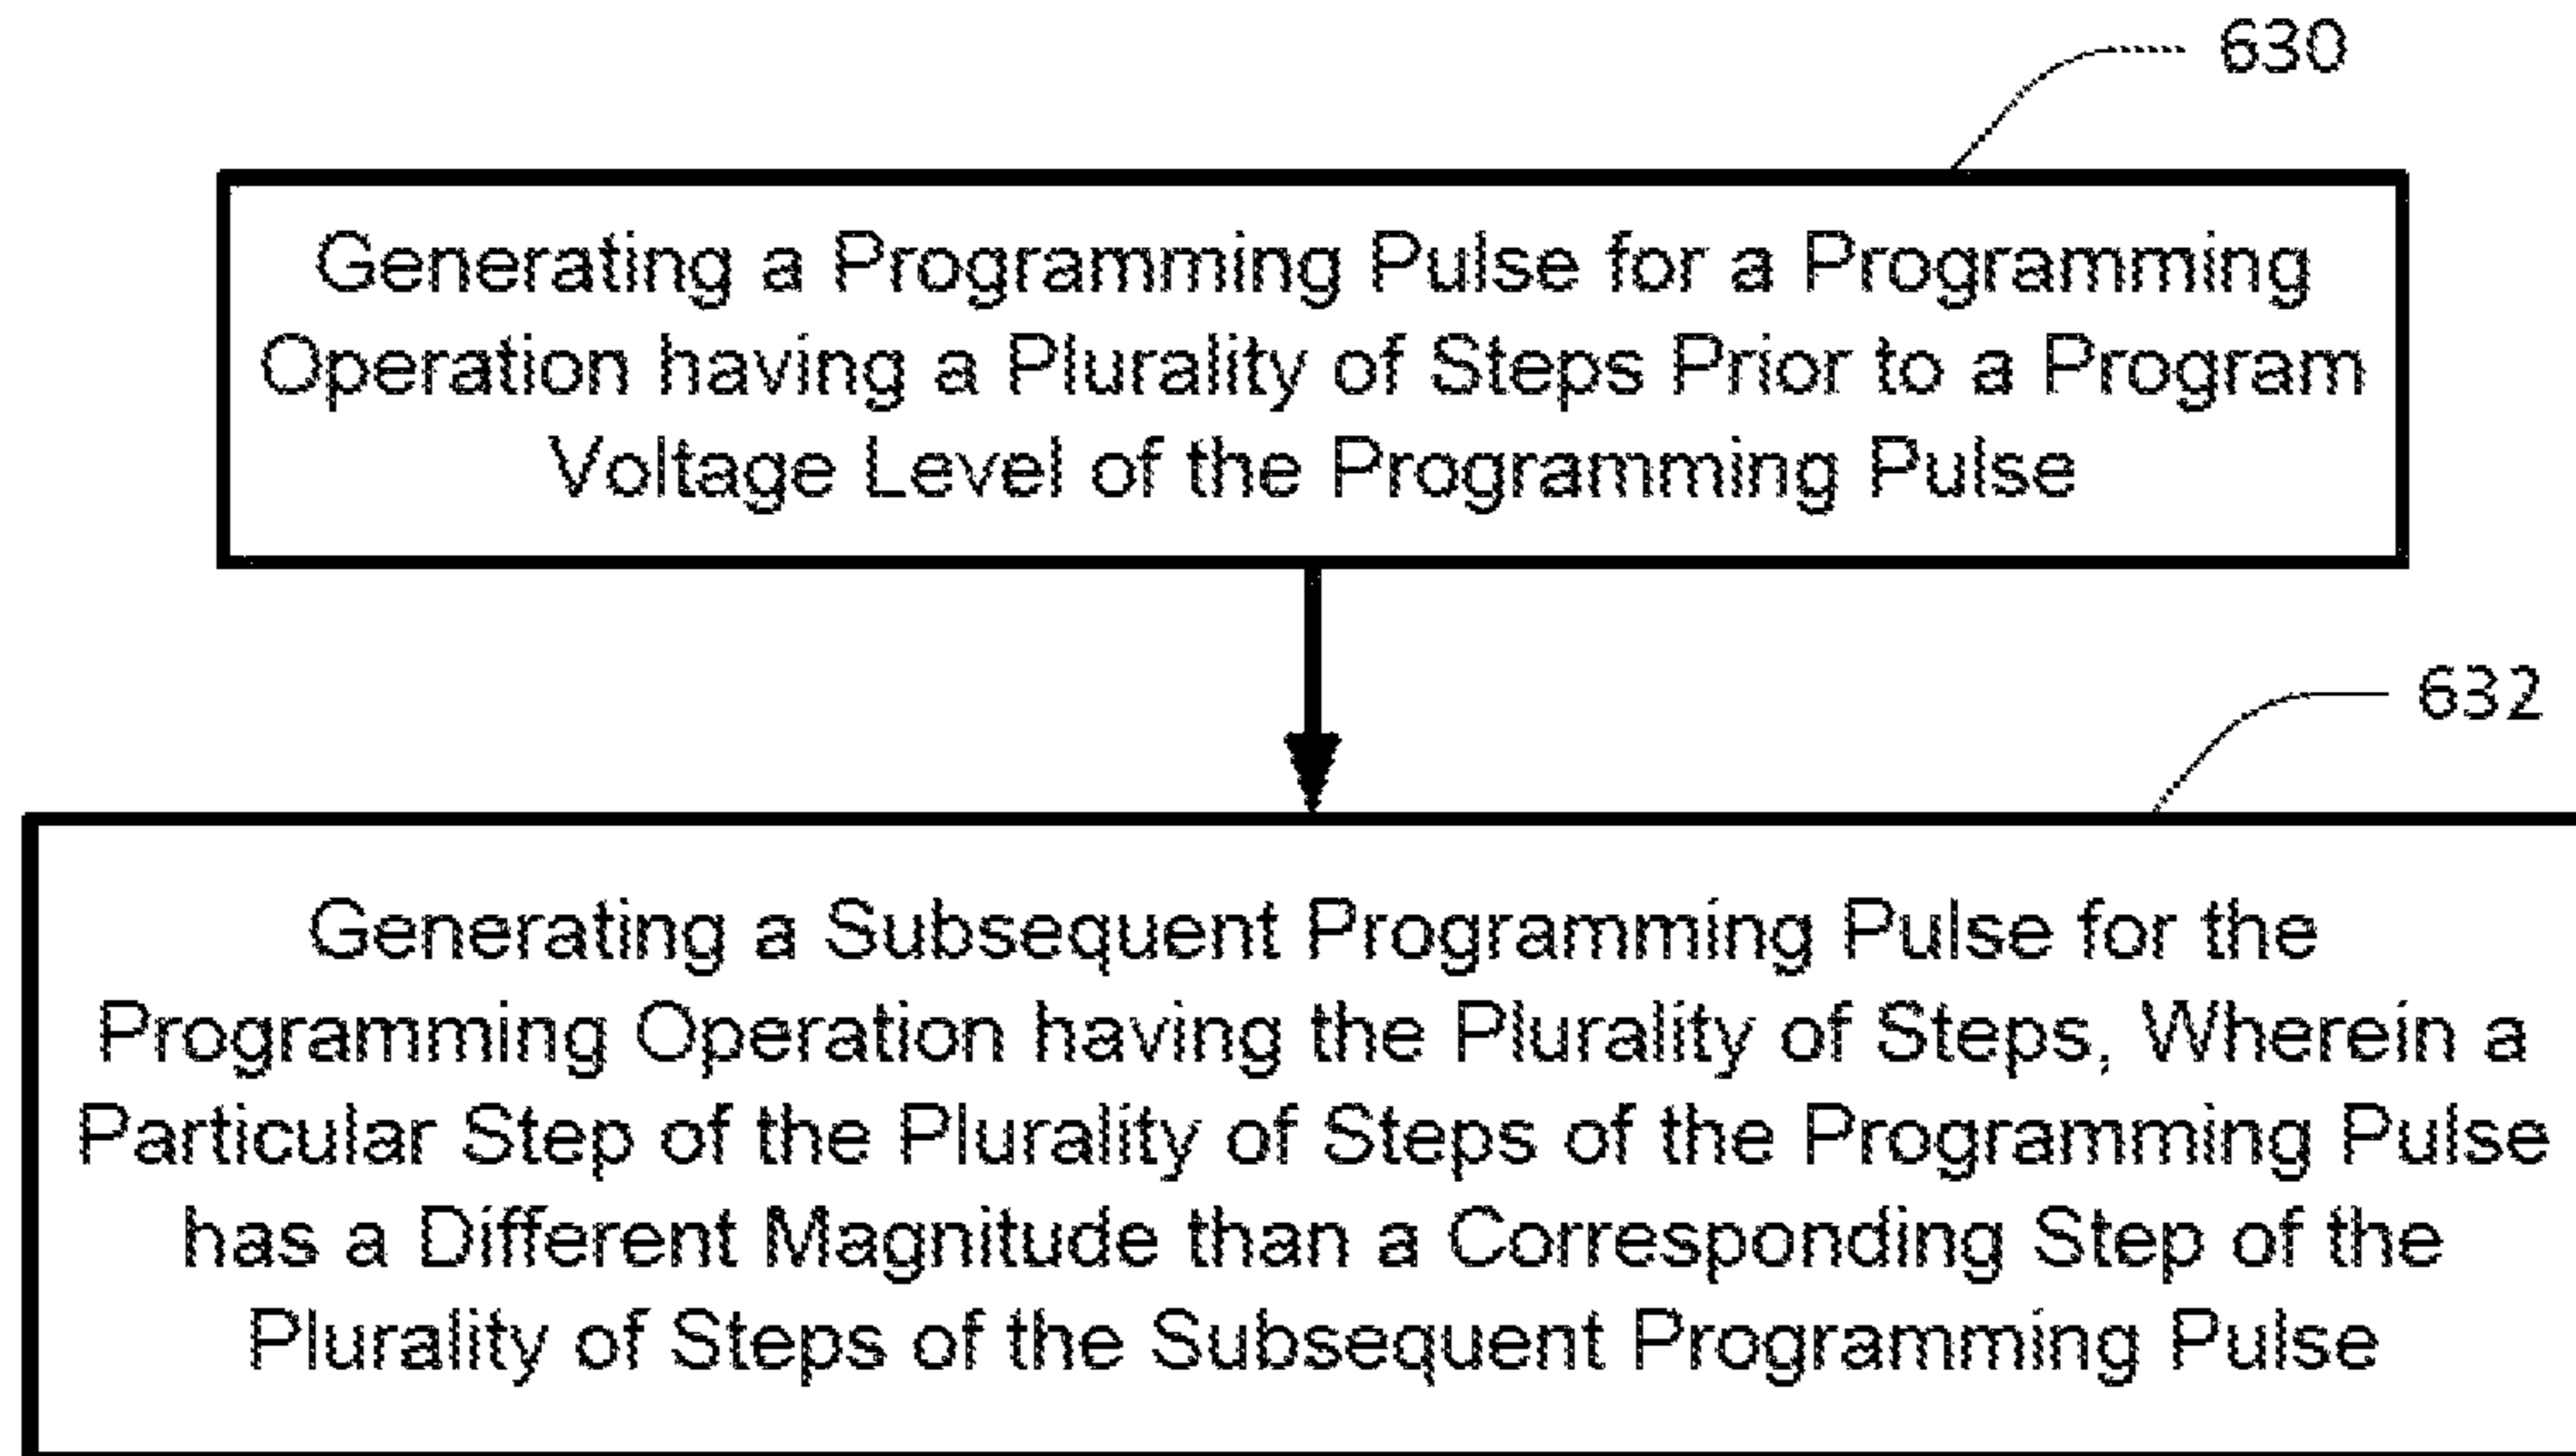 630
Generating a Programming Pulse for a Programming
Operation having a Plurality of Steps Prior to a Program
Voltage Level of the Programming Pulse
632
Generating a Subsequent Programming Pulse for the
Programming Operation having the Plurality of Steps, Wherein a
Particular Step of the Plurality of Steps of the Programming Pulse
has a Different Magnitude than a Corresponding Step of the
Plurality of Steps of the Subsequent Programming Pulse